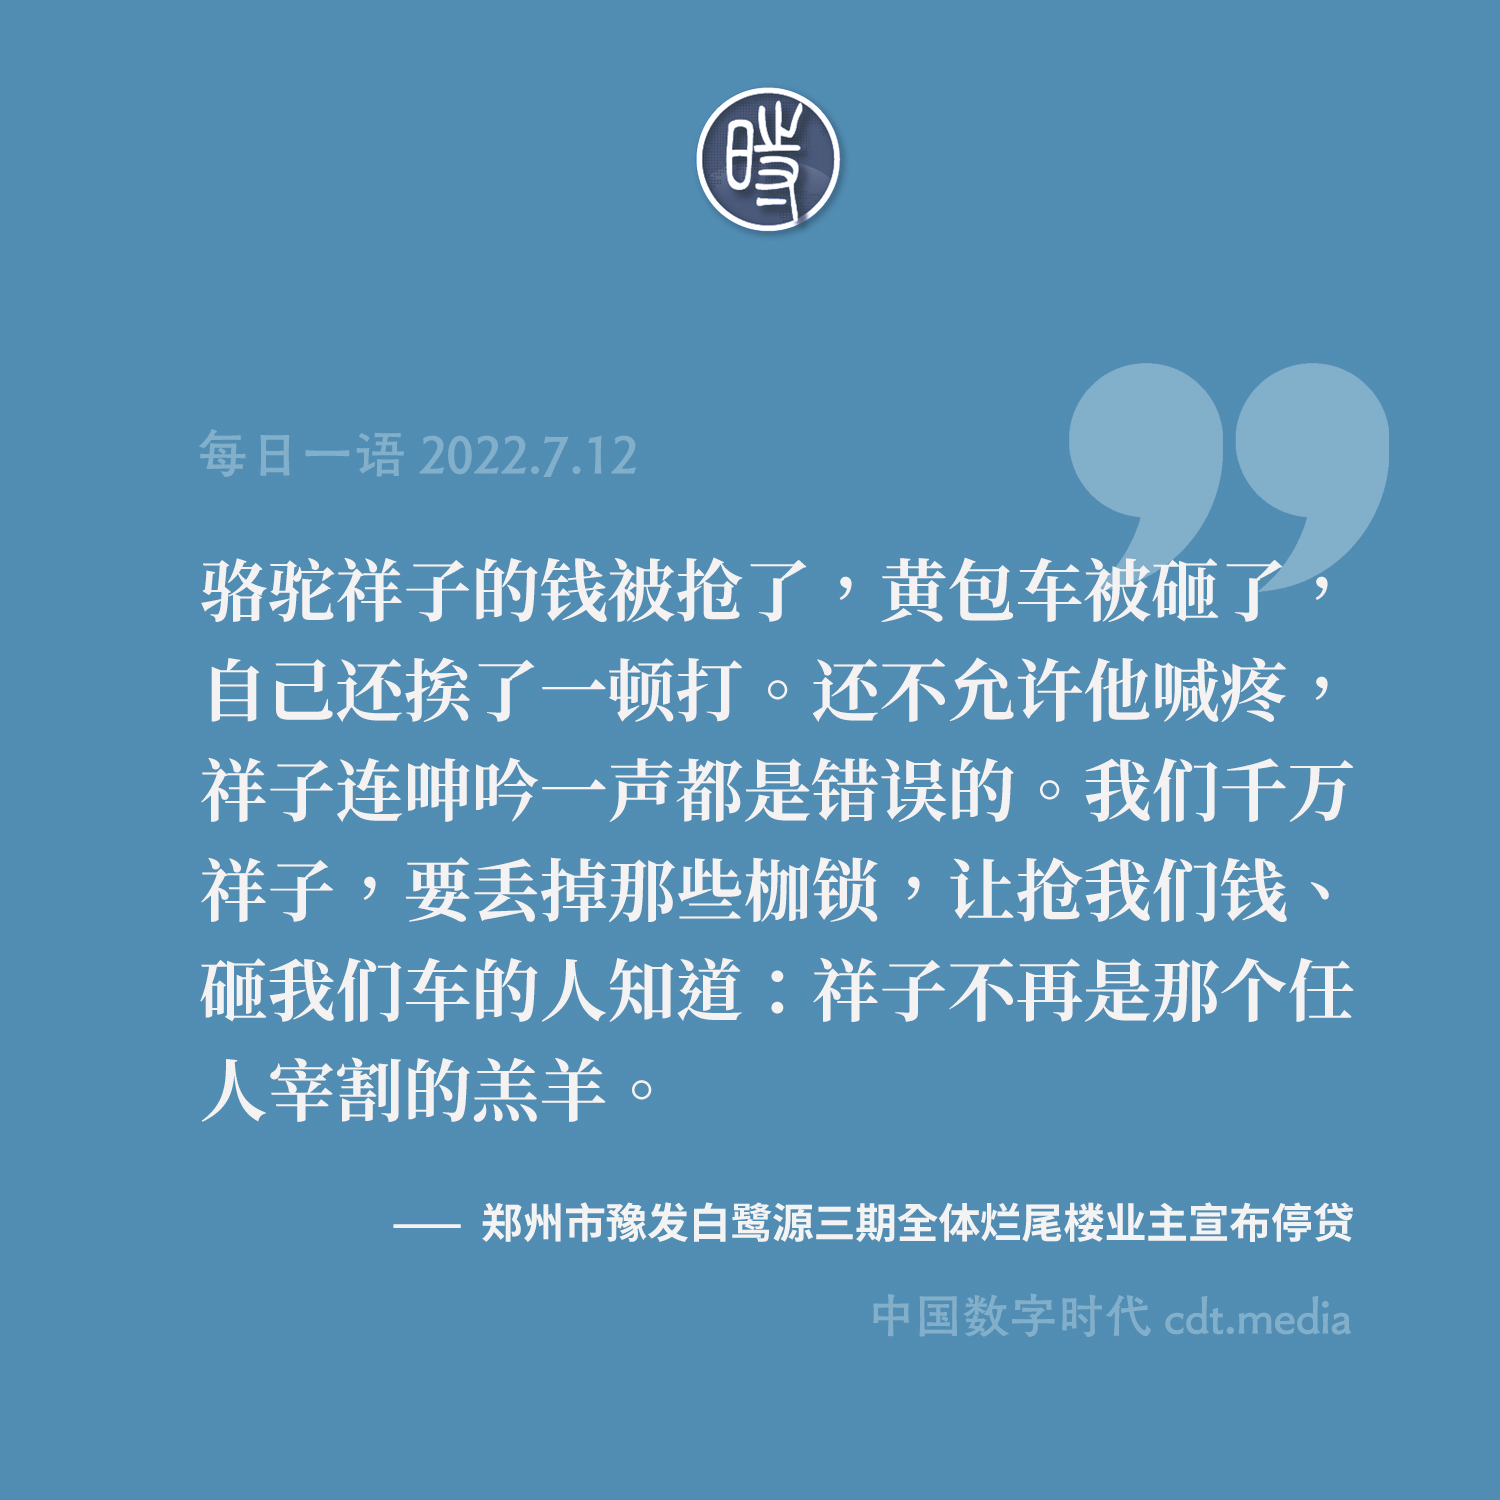 時
每日一语 2022.7.12
骆驼祥子的钱被抢了，黄包车被砸了，
自己还挨了一顿打。还不允许他喊疼，
祥子连呻吟一声都是错误的。我们千万
祥子，要丢掉那些枷锁，让抢我们钱、
砸我们车的人知道：祥子不再是那个任
人宰割的羔羊。
—— 郑州市豫发白鹭源三期全体烂尾楼业主宣布停贷
中国数字时代 cdt.media